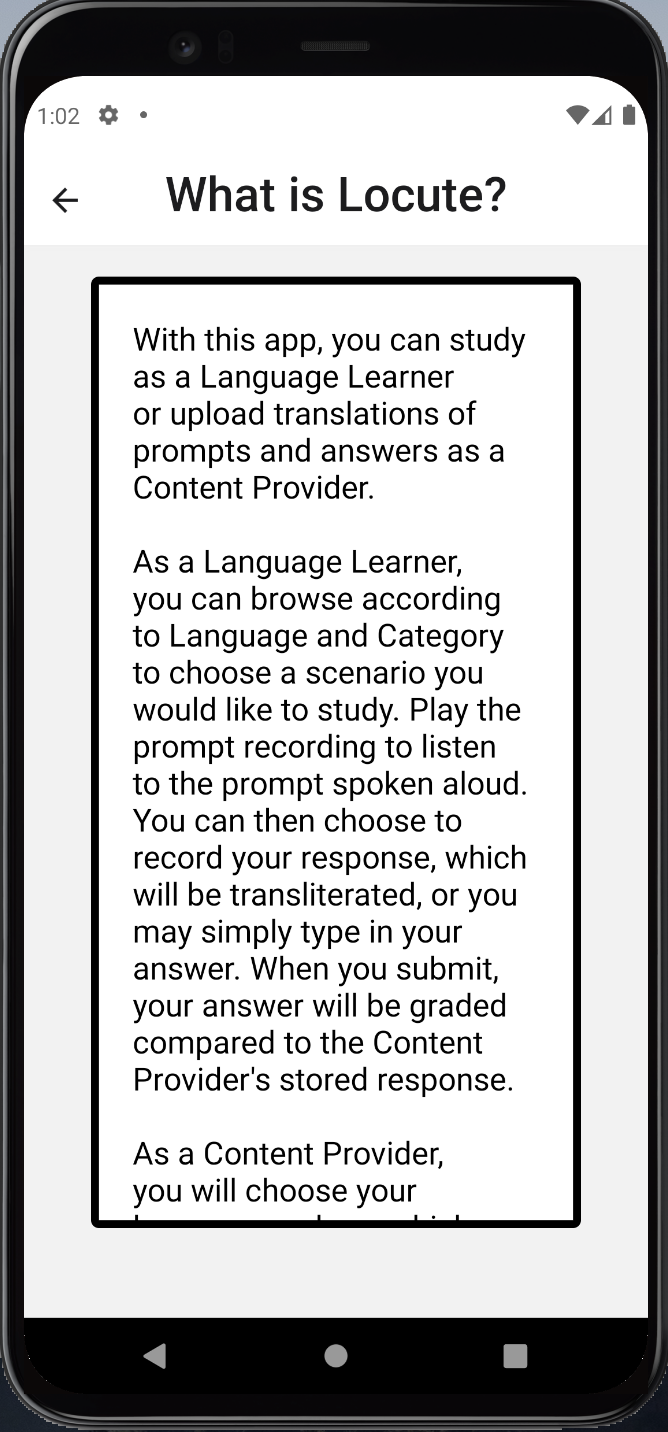 1:02
What is Locute?
With this app, you can study
as a Language Learner
or upload translations of
prompts and answers as a
Content Provider.
As a Language Learner,
you can browse according
to Language and Category
to choose a scenario you
would like to study. Play the
prompt recording to listen
to the prompt spoken aloud.
You can then choose to
record your response, which
will be transliterated, or you
may simply type in your
answer. When you submit,
your answer will be graded
compared to the Content
Provider's stored response.
As a Content Provider,
you will choose your